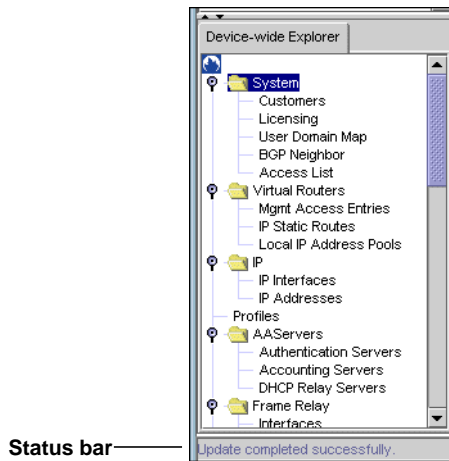 Device-wide Explorer
System
Customers
Licensing
User Domain Map
BGP Neighbor
Access List
Virtual Routers
Mgmt Access Entries
IP Static Routes
Local IP Address Pools
IP
IP Interfaces
IP Addresses
Profiles
AAServers
Authentication Servers
Accounting Servers
DHCP Relay Servers
Frame Relay
Interfaces
Status bar
Update completed successfully.